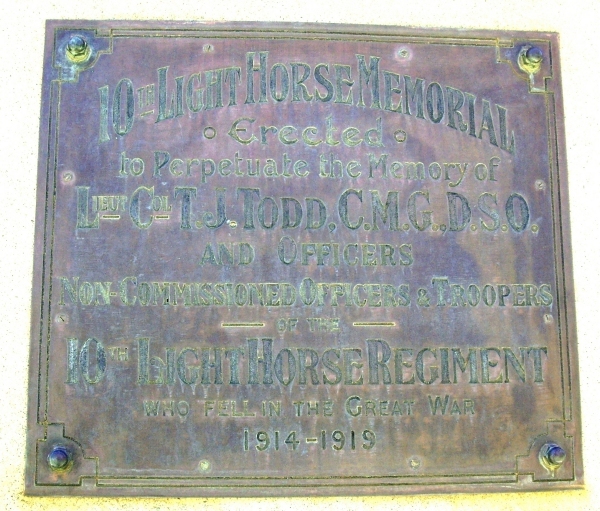 10TH LIGHT HORSE MEMORIAL
Erected
to Perpetuate the Memory of
LIEUT COL T.J. TODD, C.M.G., D.S.O.
AND OFFICERS
NON-COMMISSIONED OFFICERS & TROOPERS
OF THE
10TH LIGHT HORSE REGIMENT
WHO FELL IN THE GREAT WAR
1914-1919